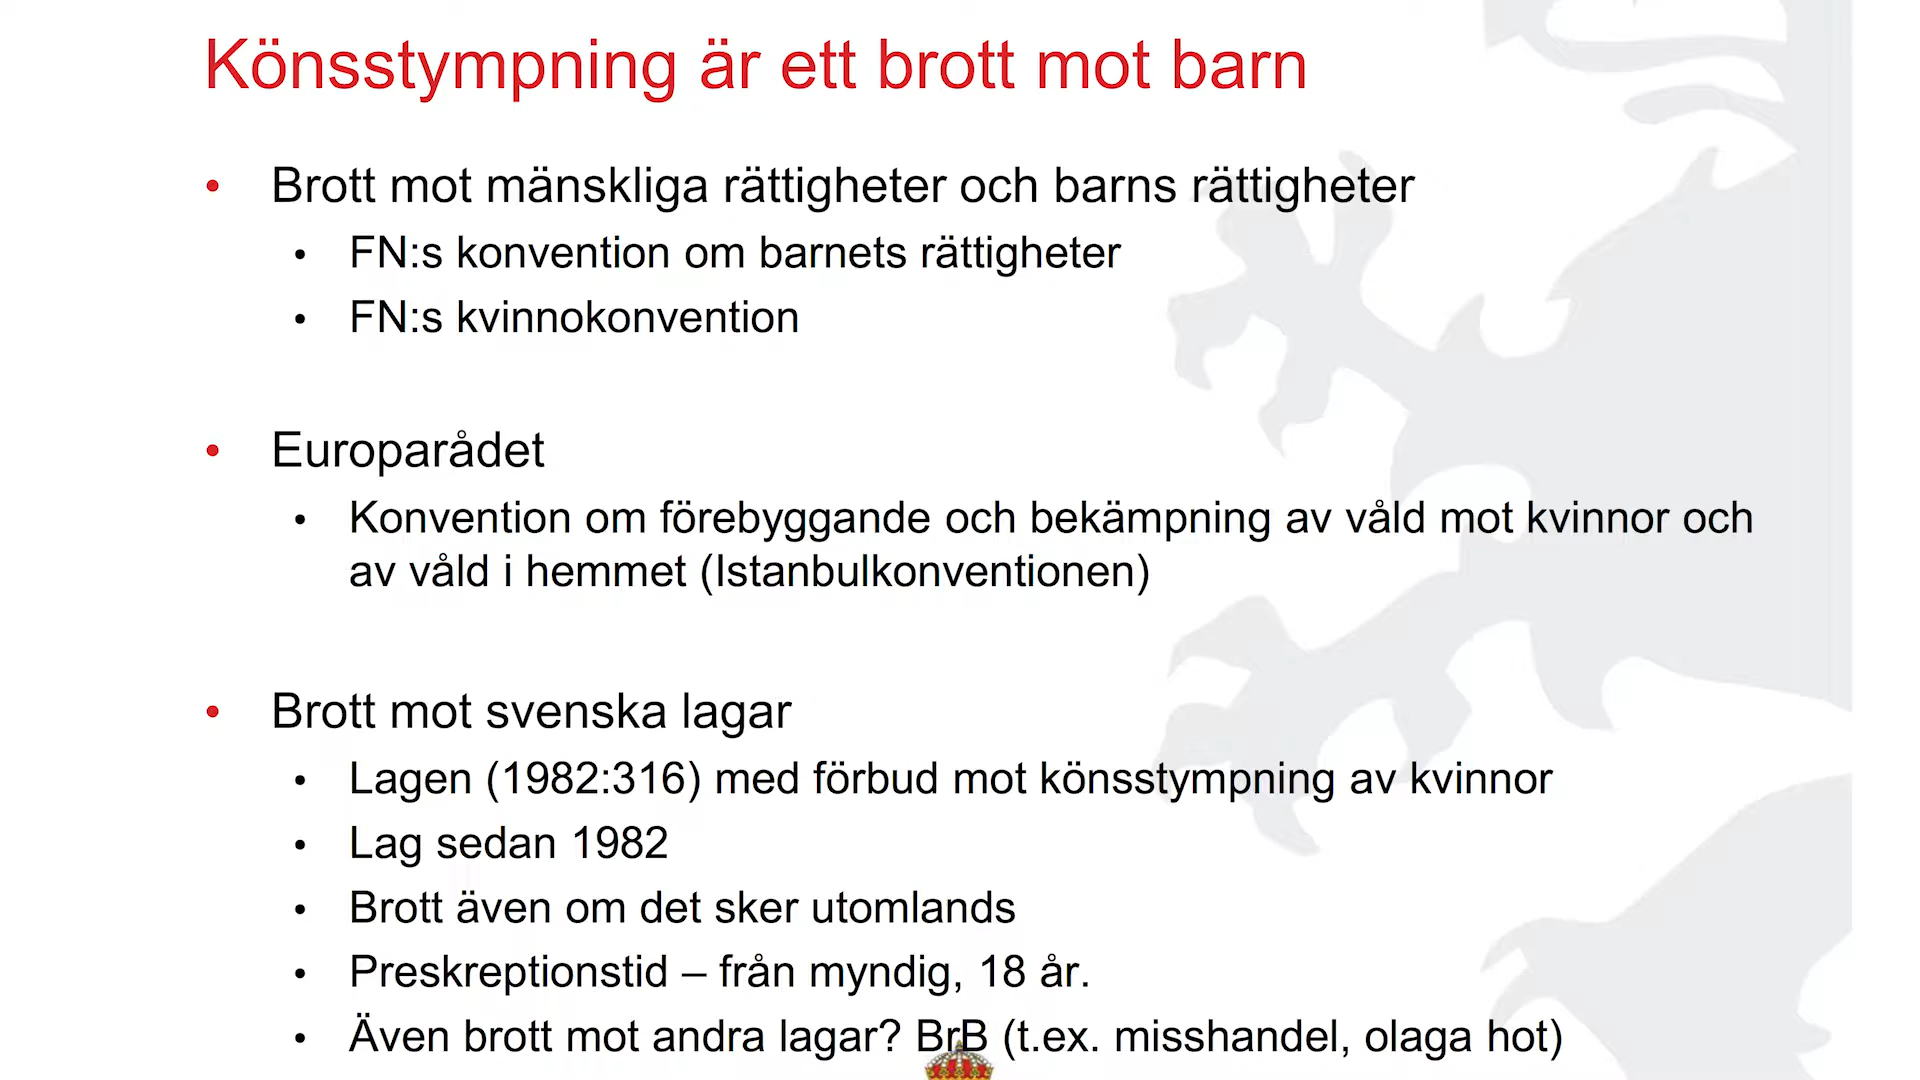 Könsstympning är ett brott mot barn
• Brott mot mänskliga rättigheter och barns rättigheter
• FN:s konvention om barnets rättigheter
• FN:s kvinnokonvention
• Europarådet
• Konvention om förebyggande och bekämpning av våld mot kvinnor och
av våld i hemmet (Istanbulkonventionen)
• Brott mot svenska lagar
• Lagen (1982:316) med förbud mot könsstympning av kvinnor
• Lag sedan 1982
• Brott även om det sker utomlands
• Preskreptionstid – från myndig, 18 år.
• Även brott mot andra lagar? BrB (t.ex. misshandel, olaga hot)